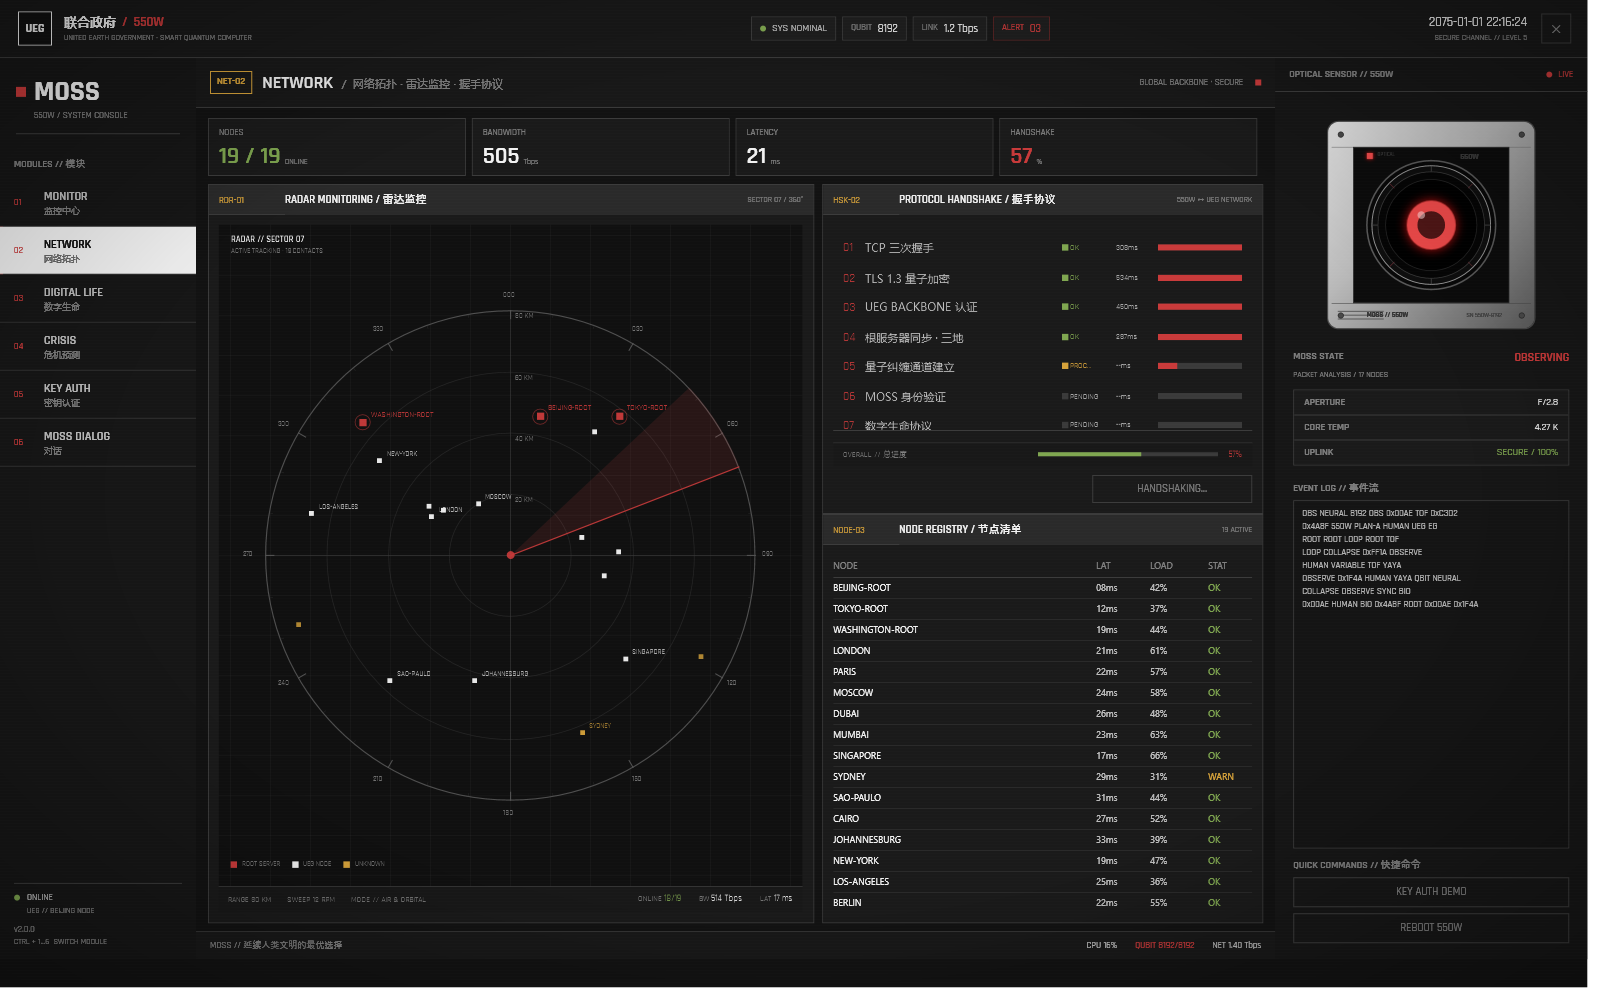 UEG
联合政府 / 550W
UNITED EARTH GOVERNMENT · SMART QUANTUM COMPUTER
SYS NOMINAL
QUBIT 8192
LINK 1.2 Tbps
ALERT 03
2075-01-01 22:16:24
SECURE CHANNEL // LEVEL 5
MOSS
550W / SYSTEM CONSOLE
MODULES // 模块
01 MONITOR
监控中心
02 NETWORK
网络拓扑
03 DIGITAL LIFE
数字生命
04 CRISIS
危机预测
05 KEY AUTH
密钥认证
06 MOSS DIALOG
对话
ONLINE
UEG // BEIJING NODE
v2.0.0
CTRL + 1...6 SWITCH MODULE
NET-02 NETWORK / 网络拓扑 · 雷达监控 · 握手协议
GLOBAL BACKBONE · SECURE
NODES
19 / 19 ONLINE
BANDWIDTH
505 Tbps
LATENCY
21 ms
HANDSHAKE
57 %
RDR-01 RADAR MONITORING / 雷达监控 SECTOR 07 / 360°
RADAR // SECTOR 07
ACTIVE TRACKING · 19 CONTACTS
000
80 KM
330
030
60 KM
WASHINGTON-ROOT
BEIJING-ROOT
TOKYO-ROOT
300
060
40 KM
NEW-YORK
MOSCOW
20 KM
LOS-ANGELES
LONDON
270
090
SINGAPORE
SAO-PAULO
JOHANNESBURG
240
120
SYDNEY
210
150
180
ROOT SERVER
UEG NODE
UNKNOWN
RANGE 80 KM SWEEP 12 RPM MODE // AIR & ORBITAL
ONLINE 19/19 BW 514 Tbps LAT 17 ms
HSK-02 PROTOCOL HANDSHAKE / 握手协议 550W ↔ UEG NETWORK
01 TCP 三次握手 OK 308ms
02 TLS 1.3 量子加密 OK 534ms
03 UEG BACKBONE 认证 OK 450ms
04 根服务器同步 · 三地 OK 287ms
05 量子纠缠通道建立 PROC... --ms
06 MOSS 身份验证 PENDING --ms
07 数字生命协议 PENDING --ms
OVERALL // 总进度 57%
HANDSHAKING...
NODE-03 NODE REGISTRY / 节点清单 19 ACTIVE
NODE LAT LOAD STAT
BEIJING-ROOT 08ms 42% OK
TOKYO-ROOT 12ms 37% OK
WASHINGTON-ROOT 19ms 44% OK
LONDON 21ms 61% OK
PARIS 22ms 57% OK
MOSCOW 24ms 58% OK
DUBAI 26ms 48% OK
MUMBAI 23ms 63% OK
SINGAPORE 17ms 66% OK
SYDNEY 29ms 31% WARN
SAO-PAULO 31ms 44% OK
CAIRO 27ms 52% OK
JOHANNESBURG 33ms 39% OK
NEW-YORK 19ms 47% OK
LOS-ANGELES 25ms 36% OK
BERLIN 22ms 55% OK
MOSS // 延续人类文明的最优选择
CPU 16% QUBIT 8192/8192 NET 1.40 Tbps
OPTICAL SENSOR // 550W
LIVE
550W
MOSS // 550W
SN 550W-8192
MOSS STATE OBSERVING
PACKET ANALYSIS / 17 NODES
APERTURE F/2.8
CORE TEMP 4.27 K
UPLINK SECURE / 100%
EVENT LOG // 事件流
OBS NEURAL 8192 OBS 0x00AE TOF 0xC3D2
0x4ABF 550W PLAN-A HUMAN UEG EG
ROOT ROOT LOOP ROOT TOF
LOOP COLLAPSE 0xFF1A OBSERVE
HUMAN VARIABLE TOF YAYA
OBSERVE 0x1F4A HUMAN YAYA QBIT NEURAL
COLLAPSE OBSERVE SYNC BIO
0x00AE HUMAN BIO 0x4ABF ROOT 0x00AE 0x1F4A
QUICK COMMANDS // 快捷命令
KEY AUTH DEMO
REBOOT 550W